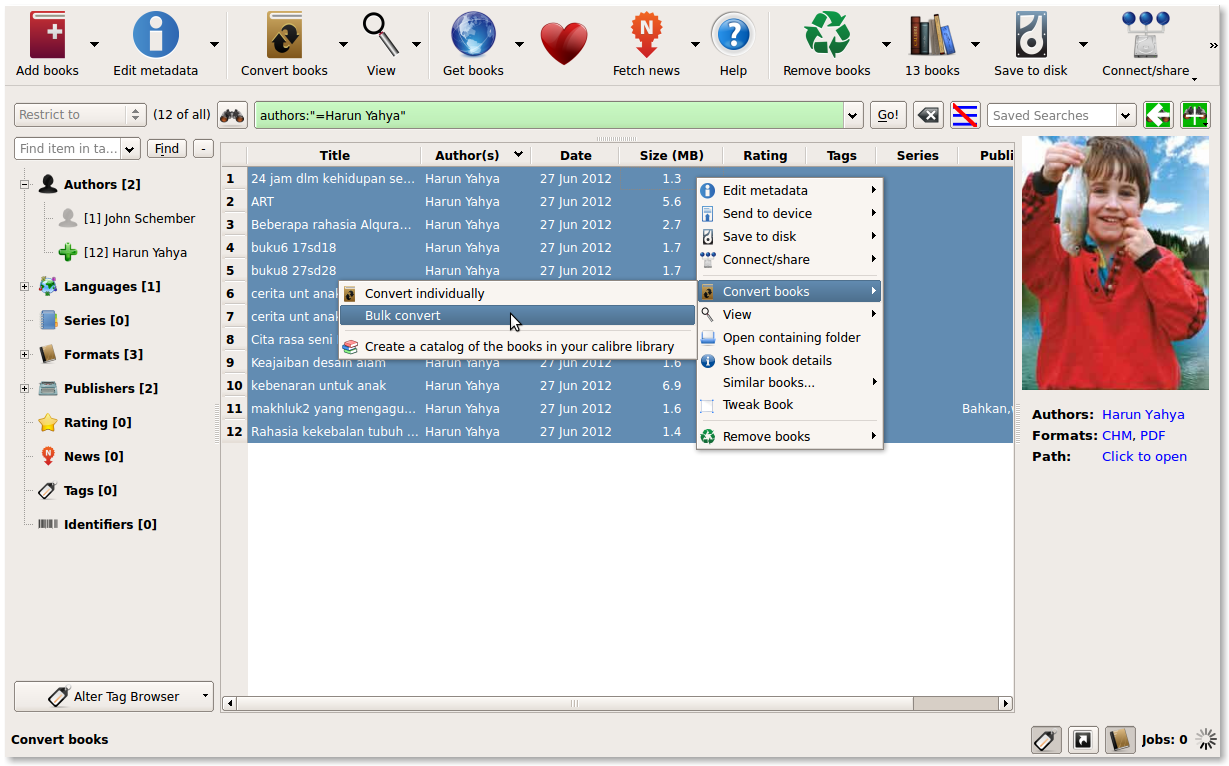 Add books
Edit metadata
Convert books
View
Get books
Fetch news
Help
Remove books
13 books
Save to disk
Connect/share
»
Restrict to
(12 of all)
authors:"=Harun Yahya"
Go!
Saved Searches
Find item in ta...
Find
-
Authors [2]
[1] John Schember
[12] Harun Yahya
Languages [1]
Series [0]
Formats [3]
Publishers [2]
Rating [0]
News [0]
Tags [0]
Identifiers [0]
Alter Tag Browser
Title Author(s) Date Size (MB) Rating Tags Series Publi
1 24 jam dlm kehidupan se... Harun Yahya 27 Jun 2012 1.3
2 ART Harun Yahya 27 Jun 2012 5.6
3 Beberapa rahasia Alqura... Harun Yahya 27 Jun 2012 2.7
4 buku6 17sd18 Harun Yahya 27 Jun 2012 1.7
5 buku8 27sd28 Harun Yahya 27 Jun 2012 1.7
6 cerita unt anal
7 cerita unt anal
8 Cita rasa seni
9 Keajaiban desain alam Harun Yahya 27 Jun 2012 1.6
10 kebenaran untuk anak Harun Yahya 27 Jun 2012 6.9
11 makhluk2 yang mengagu... Harun Yahya 27 Jun 2012 1.6 Bahkan,
12 Rahasia kekebalan tubuh ... Harun Yahya 27 Jun 2012 1.4
Convert individually
Bulk convert
Create a catalog of the books in your calibre library
Edit metadata
Send to device
Save to disk
Connect/share
Convert books
View
Open containing folder
Show book details
Similar books...
Tweak Book
Remove books
Authors: Harun Yahya
Formats: CHM, PDF
Path: Click to open
Convert books
Jobs: 0